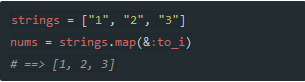 strings = ["1", "2", "3"]
nums = strings.map(&:to_i)
# ==> [1, 2, 3]